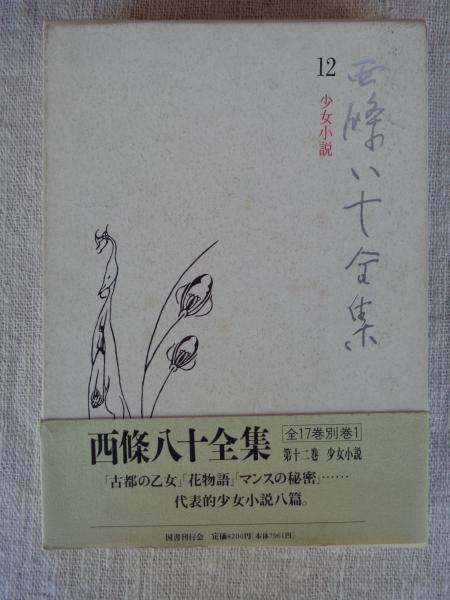 12
少女小説
西條八十全集
西條八十全集
全17巻別巻1
第十二巻 少女小説
「古都の乙女」「花物語」「マンスの秘密」……
代表的少女小説八篇。
国書刊行会 定価8200円[本体7961円]